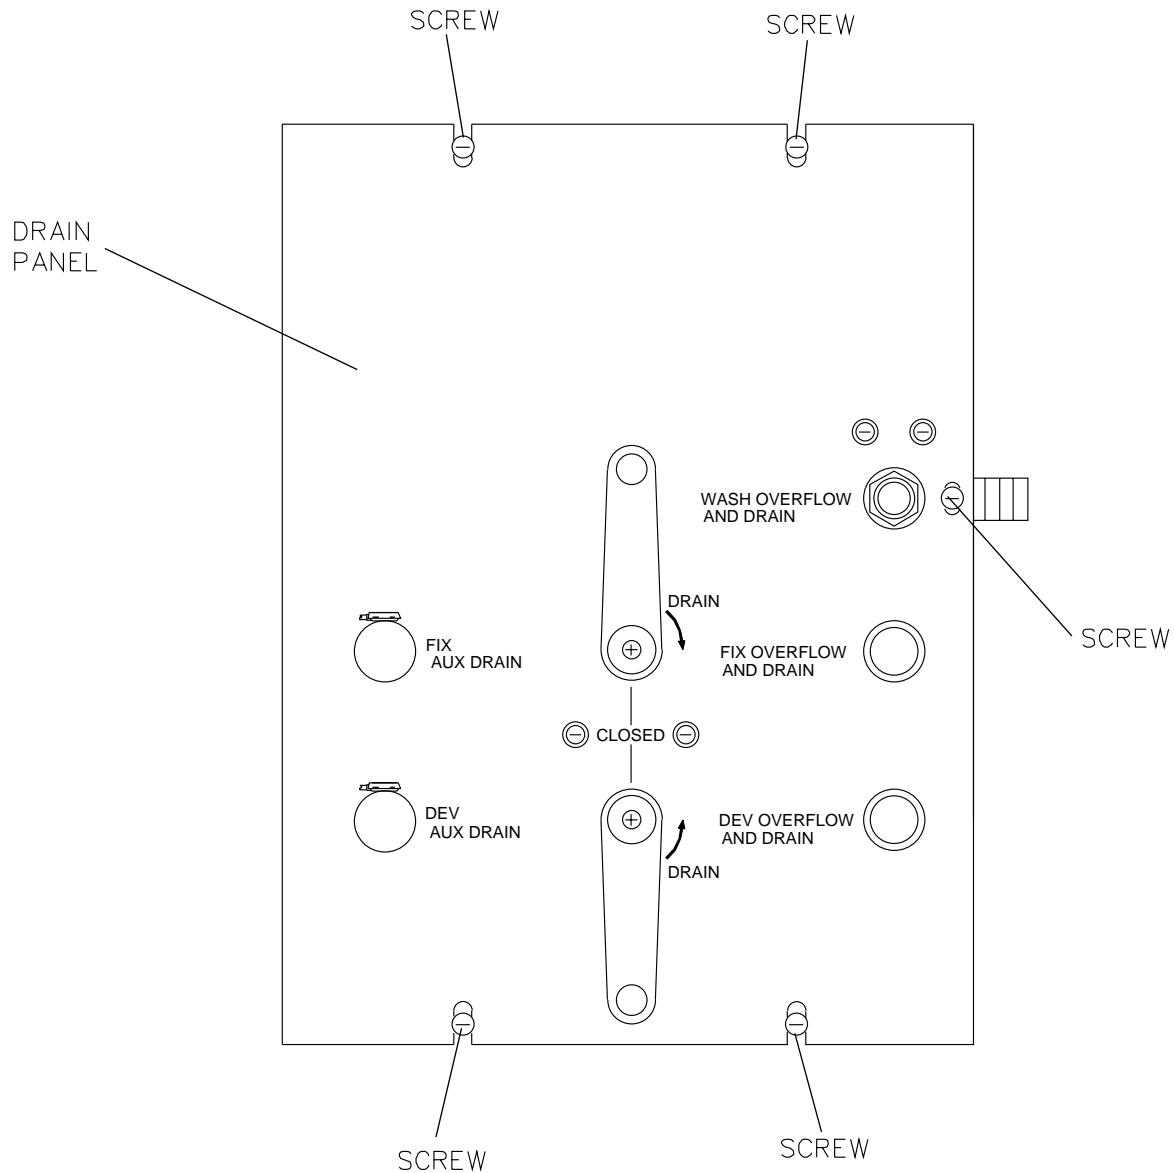 SCREW
SCREW
DRAIN
PANEL
WASH OVERFLOW
AND DRAIN
DRAIN
SCREW
FIX
AUX DRAIN
FIX OVERFLOW
AND DRAIN
CLOSED
DEV
AUX DRAIN
DEV OVERFLOW
AND DRAIN
DRAIN
SCREW
SCREW